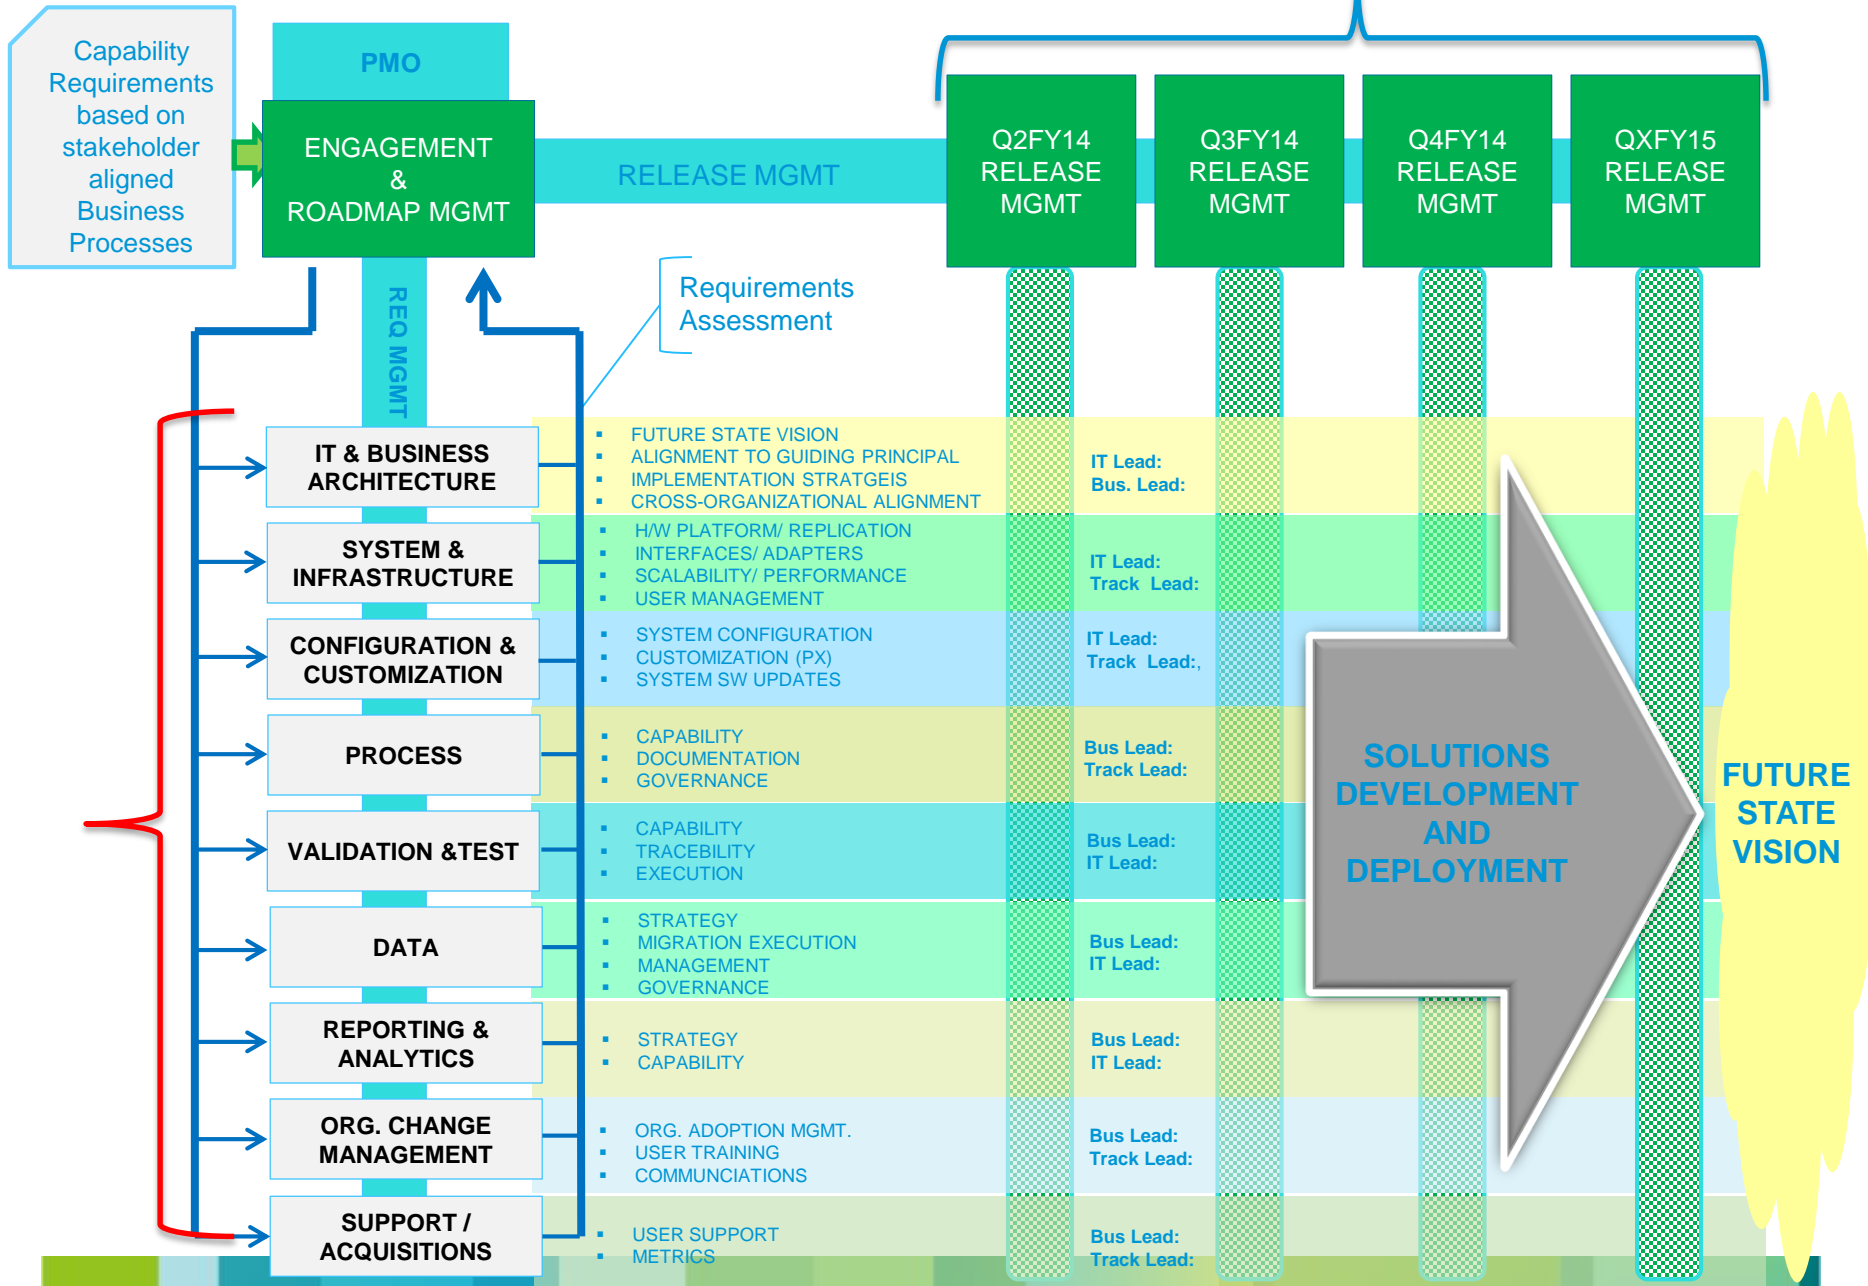 Capability
Requirements
based on
stakeholder
aligned
Business
Processes
PMO
ENGAGEMENT
&
ROADMAP MGMT
RELEASE MGMT
Q2FY14
RELEASE
MGMT
Q3FY14
RELEASE
MGMT
Q4FY14
RELEASE
MGMT
QXFY15
RELEASE
MGMT
REQ MGMT
Requirements
Assessment
IT & BUSINESS
ARCHITECTURE
▪ FUTURE STATE VISION
▪ ALIGNMENT TO GUIDING PRINCIPAL
▪ IMPLEMENTATION STRATGEIS
▪ CROSS-ORGANIZATIONAL ALIGNMENT
IT Lead:
Bus. Lead:
SYSTEM &
INFRASTRUCTURE
▪ H/W PLATFORM/ REPLICATION
▪ INTERFACES/ ADAPTERS
▪ SCALABILITY/ PERFORMANCE
▪ USER MANAGEMENT
IT Lead:
Track Lead:
CONFIGURATION &
CUSTOMIZATION
▪ SYSTEM CONFIGURATION
▪ CUSTOMIZATION (PX)
▪ SYSTEM SW UPDATES
IT Lead:
Track Lead:,
PROCESS
▪ CAPABILITY
▪ DOCUMENTATION
▪ GOVERNANCE
Bus Lead:
Track Lead:
VALIDATION &TEST
▪ CAPABILITY
▪ TRACEBILITY
▪ EXECUTION
Bus Lead:
IT Lead:
DATA
▪ STRATEGY
▪ MIGRATION EXECUTION
▪ MANAGEMENT
▪ GOVERNANCE
Bus Lead:
IT Lead:
REPORTING &
ANALYTICS
▪ STRATEGY
▪ CAPABILITY
Bus Lead:
IT Lead:
ORG. CHANGE
MANAGEMENT
▪ ORG. ADOPTION MGMT.
▪ USER TRAINING
▪ COMMUNCIATIONS
Bus Lead:
Track Lead:
SUPPORT /
ACQUISITIONS
▪ USER SUPPORT
▪ METRICS
Bus Lead:
Track Lead:
SOLUTIONS
DEVELOPMENT
AND
DEPLOYMENT
FUTURE
STATE
VISION